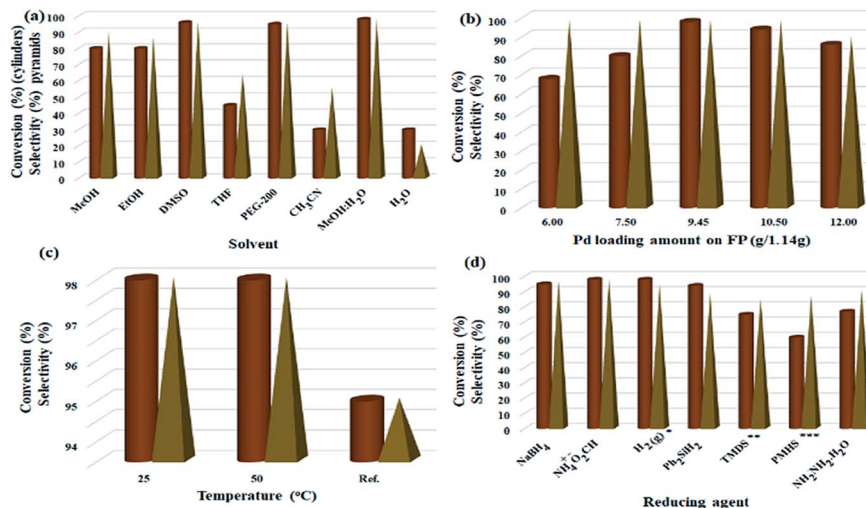 (a)
Conversion (%) (cylinders)
Selectivity (%) pyramids
100
90
80
70
60
50
40
30
20
10
0
MeOH
EtOH
DMSO
THF
PEG-200
CH3CN
MeOH:H2O
H2O
Solvent
(b)
Conversion (%)
Selectivity (%)
100
90
80
70
60
50
40
30
20
10
0
6.00 7.50 9.45 10.50 12.00
Pd loading amount on FP (g/1.14g)
(c)
Conversion (%)
Selectivity (%)
98
97
96
95
94
25 50 Ref.
Temperature (oC)
(d)
Conversion (%)
Selectivity (%)
100
90
80
70
60
50
40
30
20
10
0
NaBH4
+ -
NH4O2CH
H2(g)*
Ph2SiH2
TMDS**
PMHS***
NH2NH2.H2O
Reducing agent